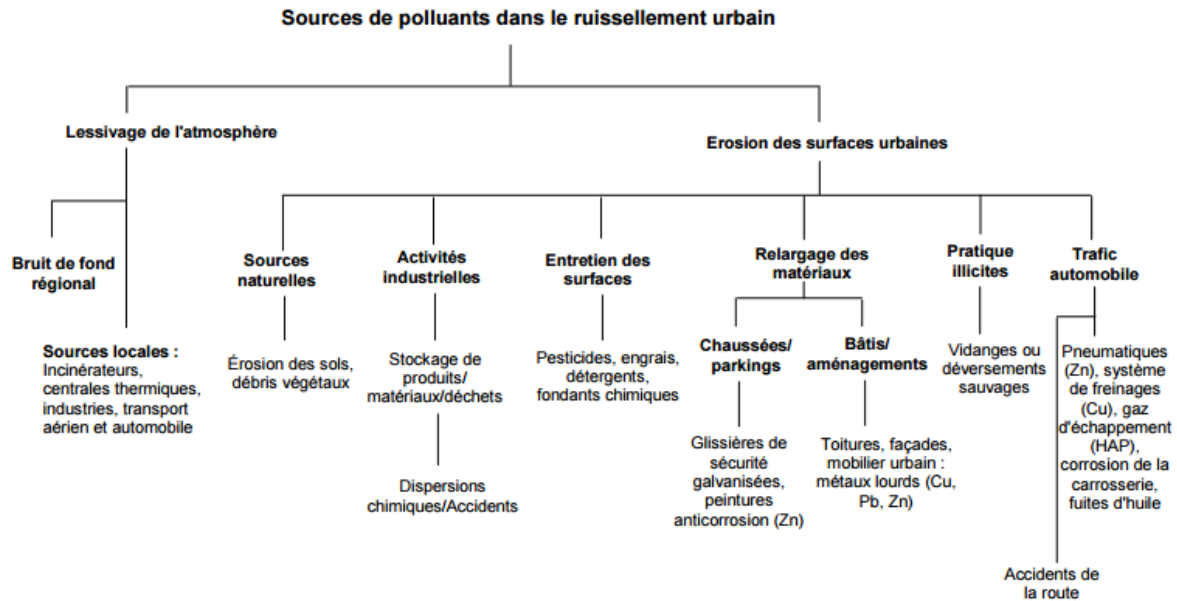 Sources de polluants dans le ruissellement urbain
Lessivage de l'atmosphère
Erosion des surfaces urbaines
Bruit de fond
régional
Sources
naturelles
Activités
industrielles
Entretien des
surfaces
Relargage des
matériaux
Pratique
illicites
Trafic
automobile
Sources locales :
Incinérateurs,
centrales thermiques,
industries, transport
aérien et automobile
Érosion des sols,
débris végétaux
Stockage de
produits/
matériaux/déchets
Dispersions
chimiques/Accidents
Pesticides, engrais,
détergents,
fondants chimiques
Chaussées/
parkings
Glissières de
sécurité
galvanisées,
peintures
anticorrosion (Zn)
Bâtis/
aménagements
Toitures, façades,
mobilier urbain :
métaux lourds (Cu,
Pb, Zn)
Vidanges ou
déversements
sauvages
Pneumatiques
(Zn), système
de freinages
(Cu), gaz
d'échappement
(HAP),
corrosion de la
carrosserie,
fuites d'huile
Accidents de
la route